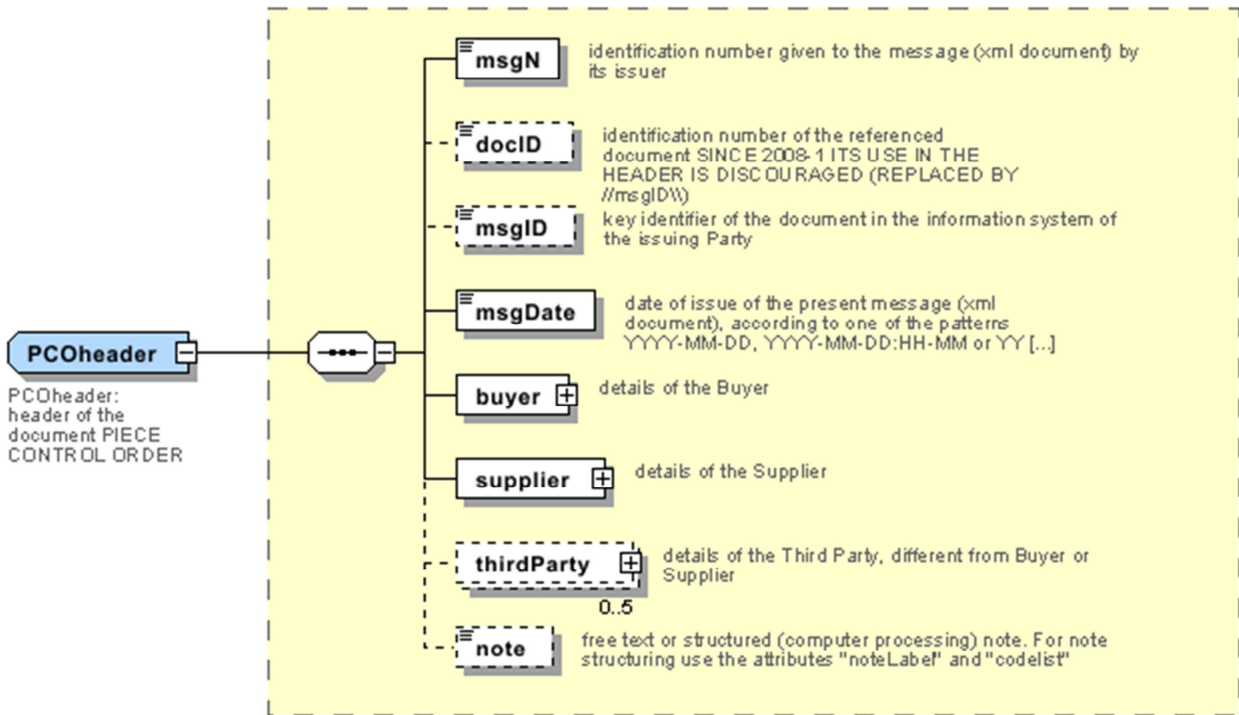 msgN
identification number given to the message (xml document) by
its issuer
docID
identification number of the referenced
document SINCE 2008-1 ITS USE IN THE
HEADER IS DISCOURAGED (REPLACED BY
//msgID\\)
msgID
key identifier of the document in the information system of
the issuing Party
msgDate
date of issue of the present message (xml
document), according to one of the patterns
YYYY-MM-DD, YYYY-MM-DD:HH-MM or YY [...]
PCOheader
PCOheader:
header of the
document PIECE
CONTROL ORDER
buyer
details of the Buyer
supplier
details of the Supplier
thirdParty
details of the Third Party, different from Buyer or
Supplier
0..5
note
free text or structured (computer processing) note. For note
structuring use the attributes "noteLabel" and "codelist"